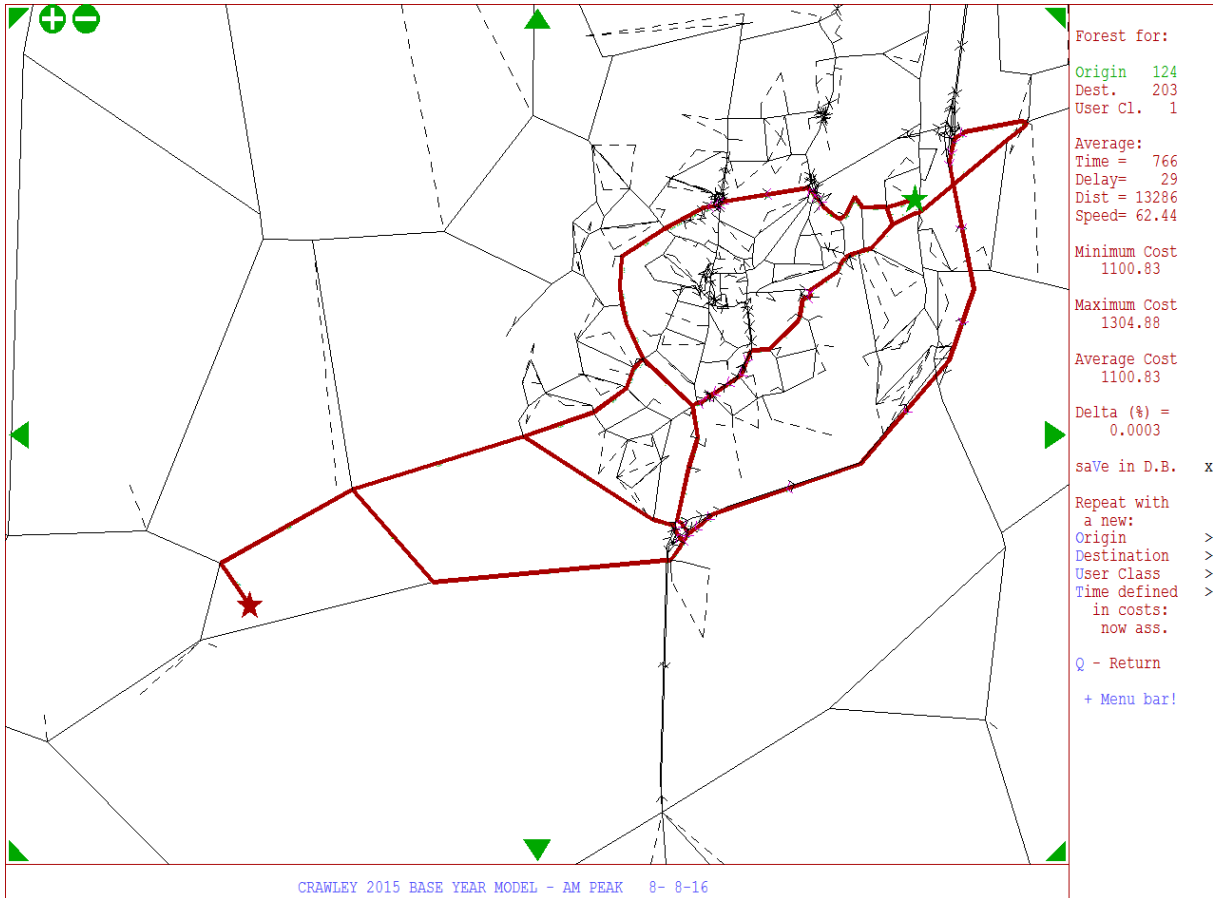 Forest for:
Origin 124
Dest. 203
User Cl. 1
Average:
Time = 766
Delay= 29
Dist = 13286
Speed= 62.44
Minimum Cost
1100.83
Maximum Cost
1304.88
Average Cost
1100.83
Delta (%) =
0.0003
saVe in D.B. x
Repeat with
a new:
Origin >
Destination >
User Class >
Time defined >
in costs:
now ass.
Q - Return
+ Menu bar!
CRAWLEY 2015 BASE YEAR MODEL - AM PEAK 8- 8-16